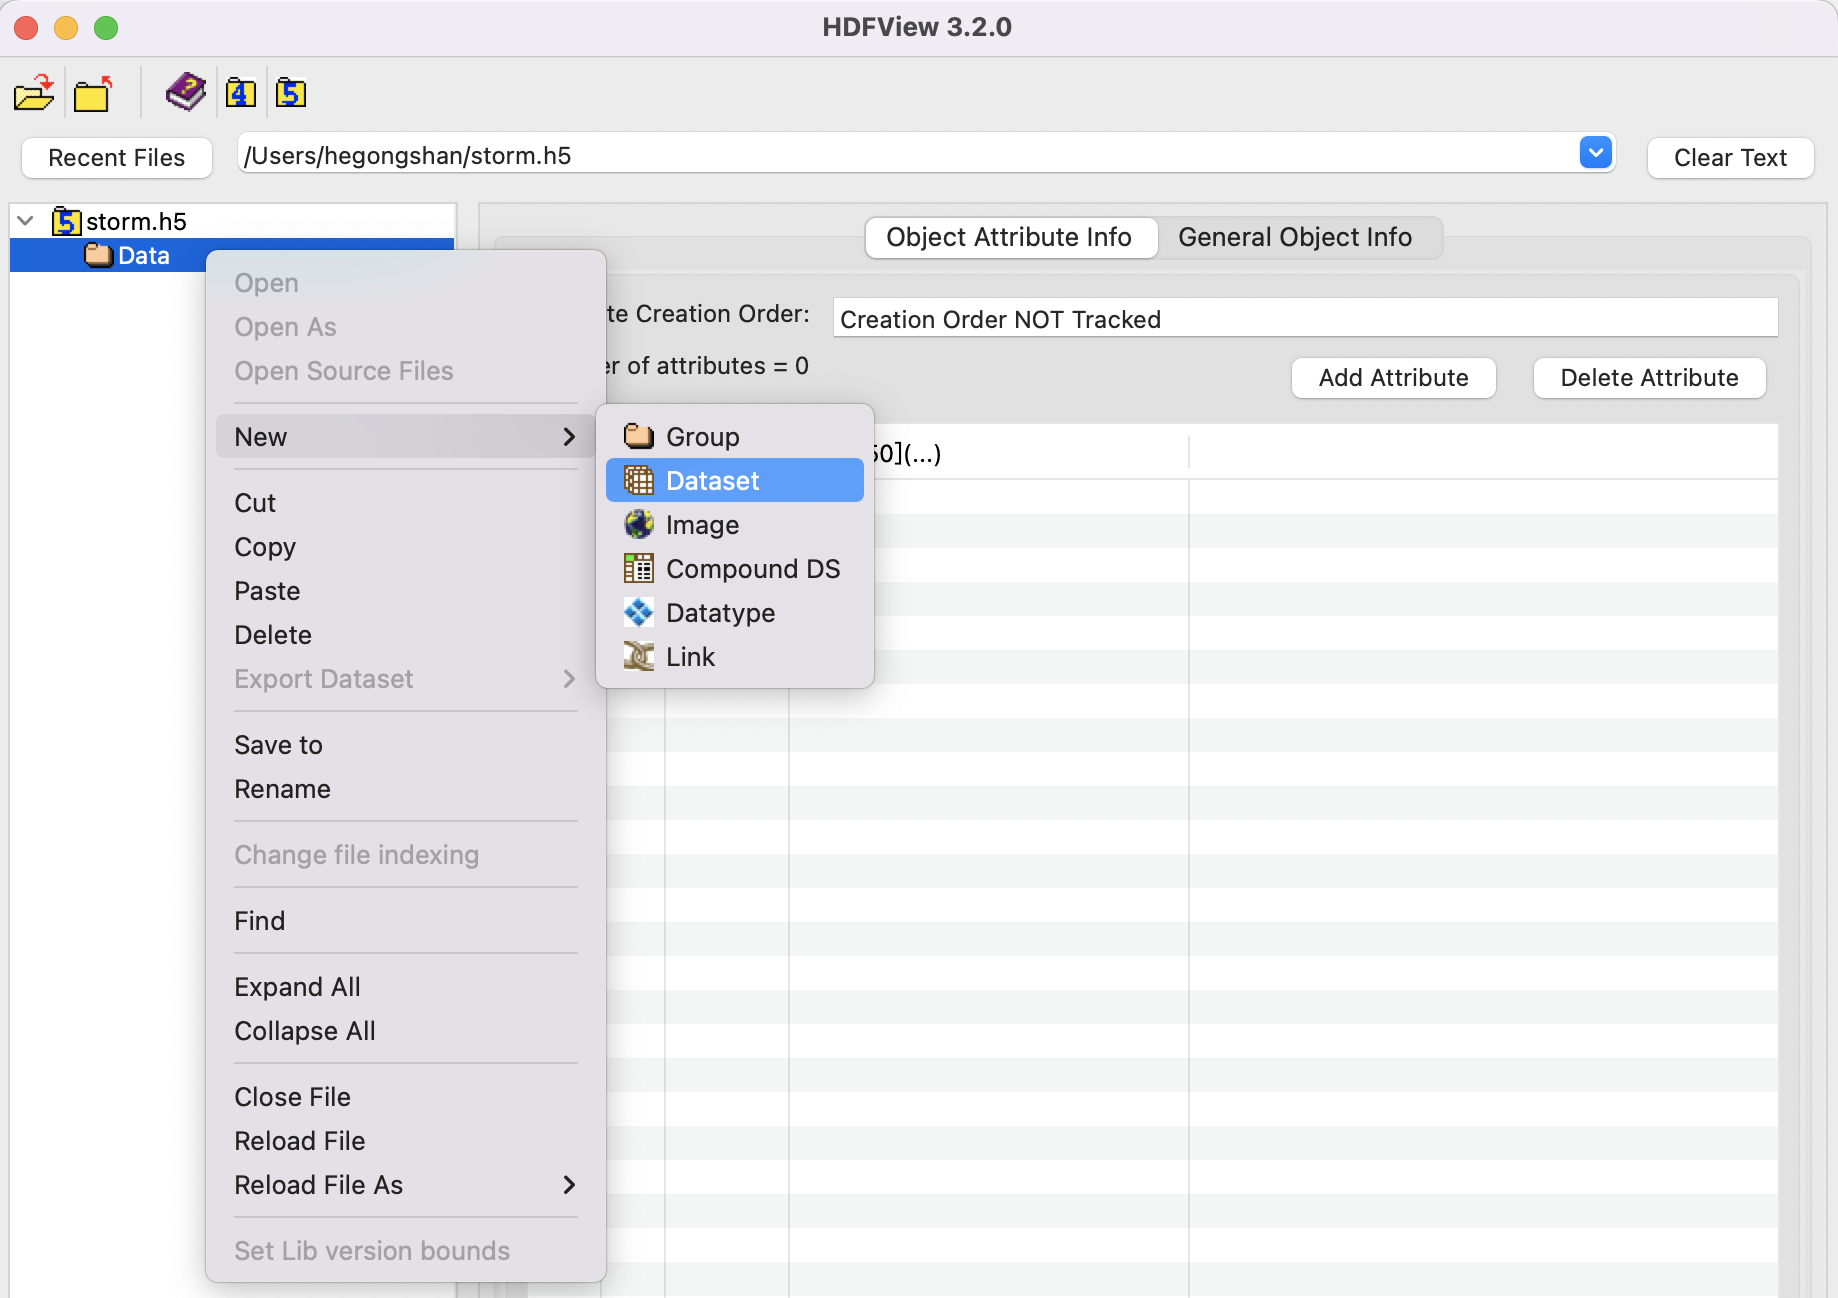 HDFView 3.2.0
4
5
Recent Files
/Users/hegongshan/storm.h5
Clear Text
5 storm.h5
Data
Object Attribute Info
General Object Info
Creation Order:
Creation Order NOT Tracked
of attributes = 0
Add Attribute
Delete Attribute
50](...)
Open
Open As
Open Source Files
New
Cut
Copy
Paste
Delete
Export Dataset
Save to
Rename
Change file indexing
Find
Expand All
Collapse All
Close File
Reload File
Reload File As
Set Lib version bounds
Group
Dataset
Image
Compound DS
Datatype
Link